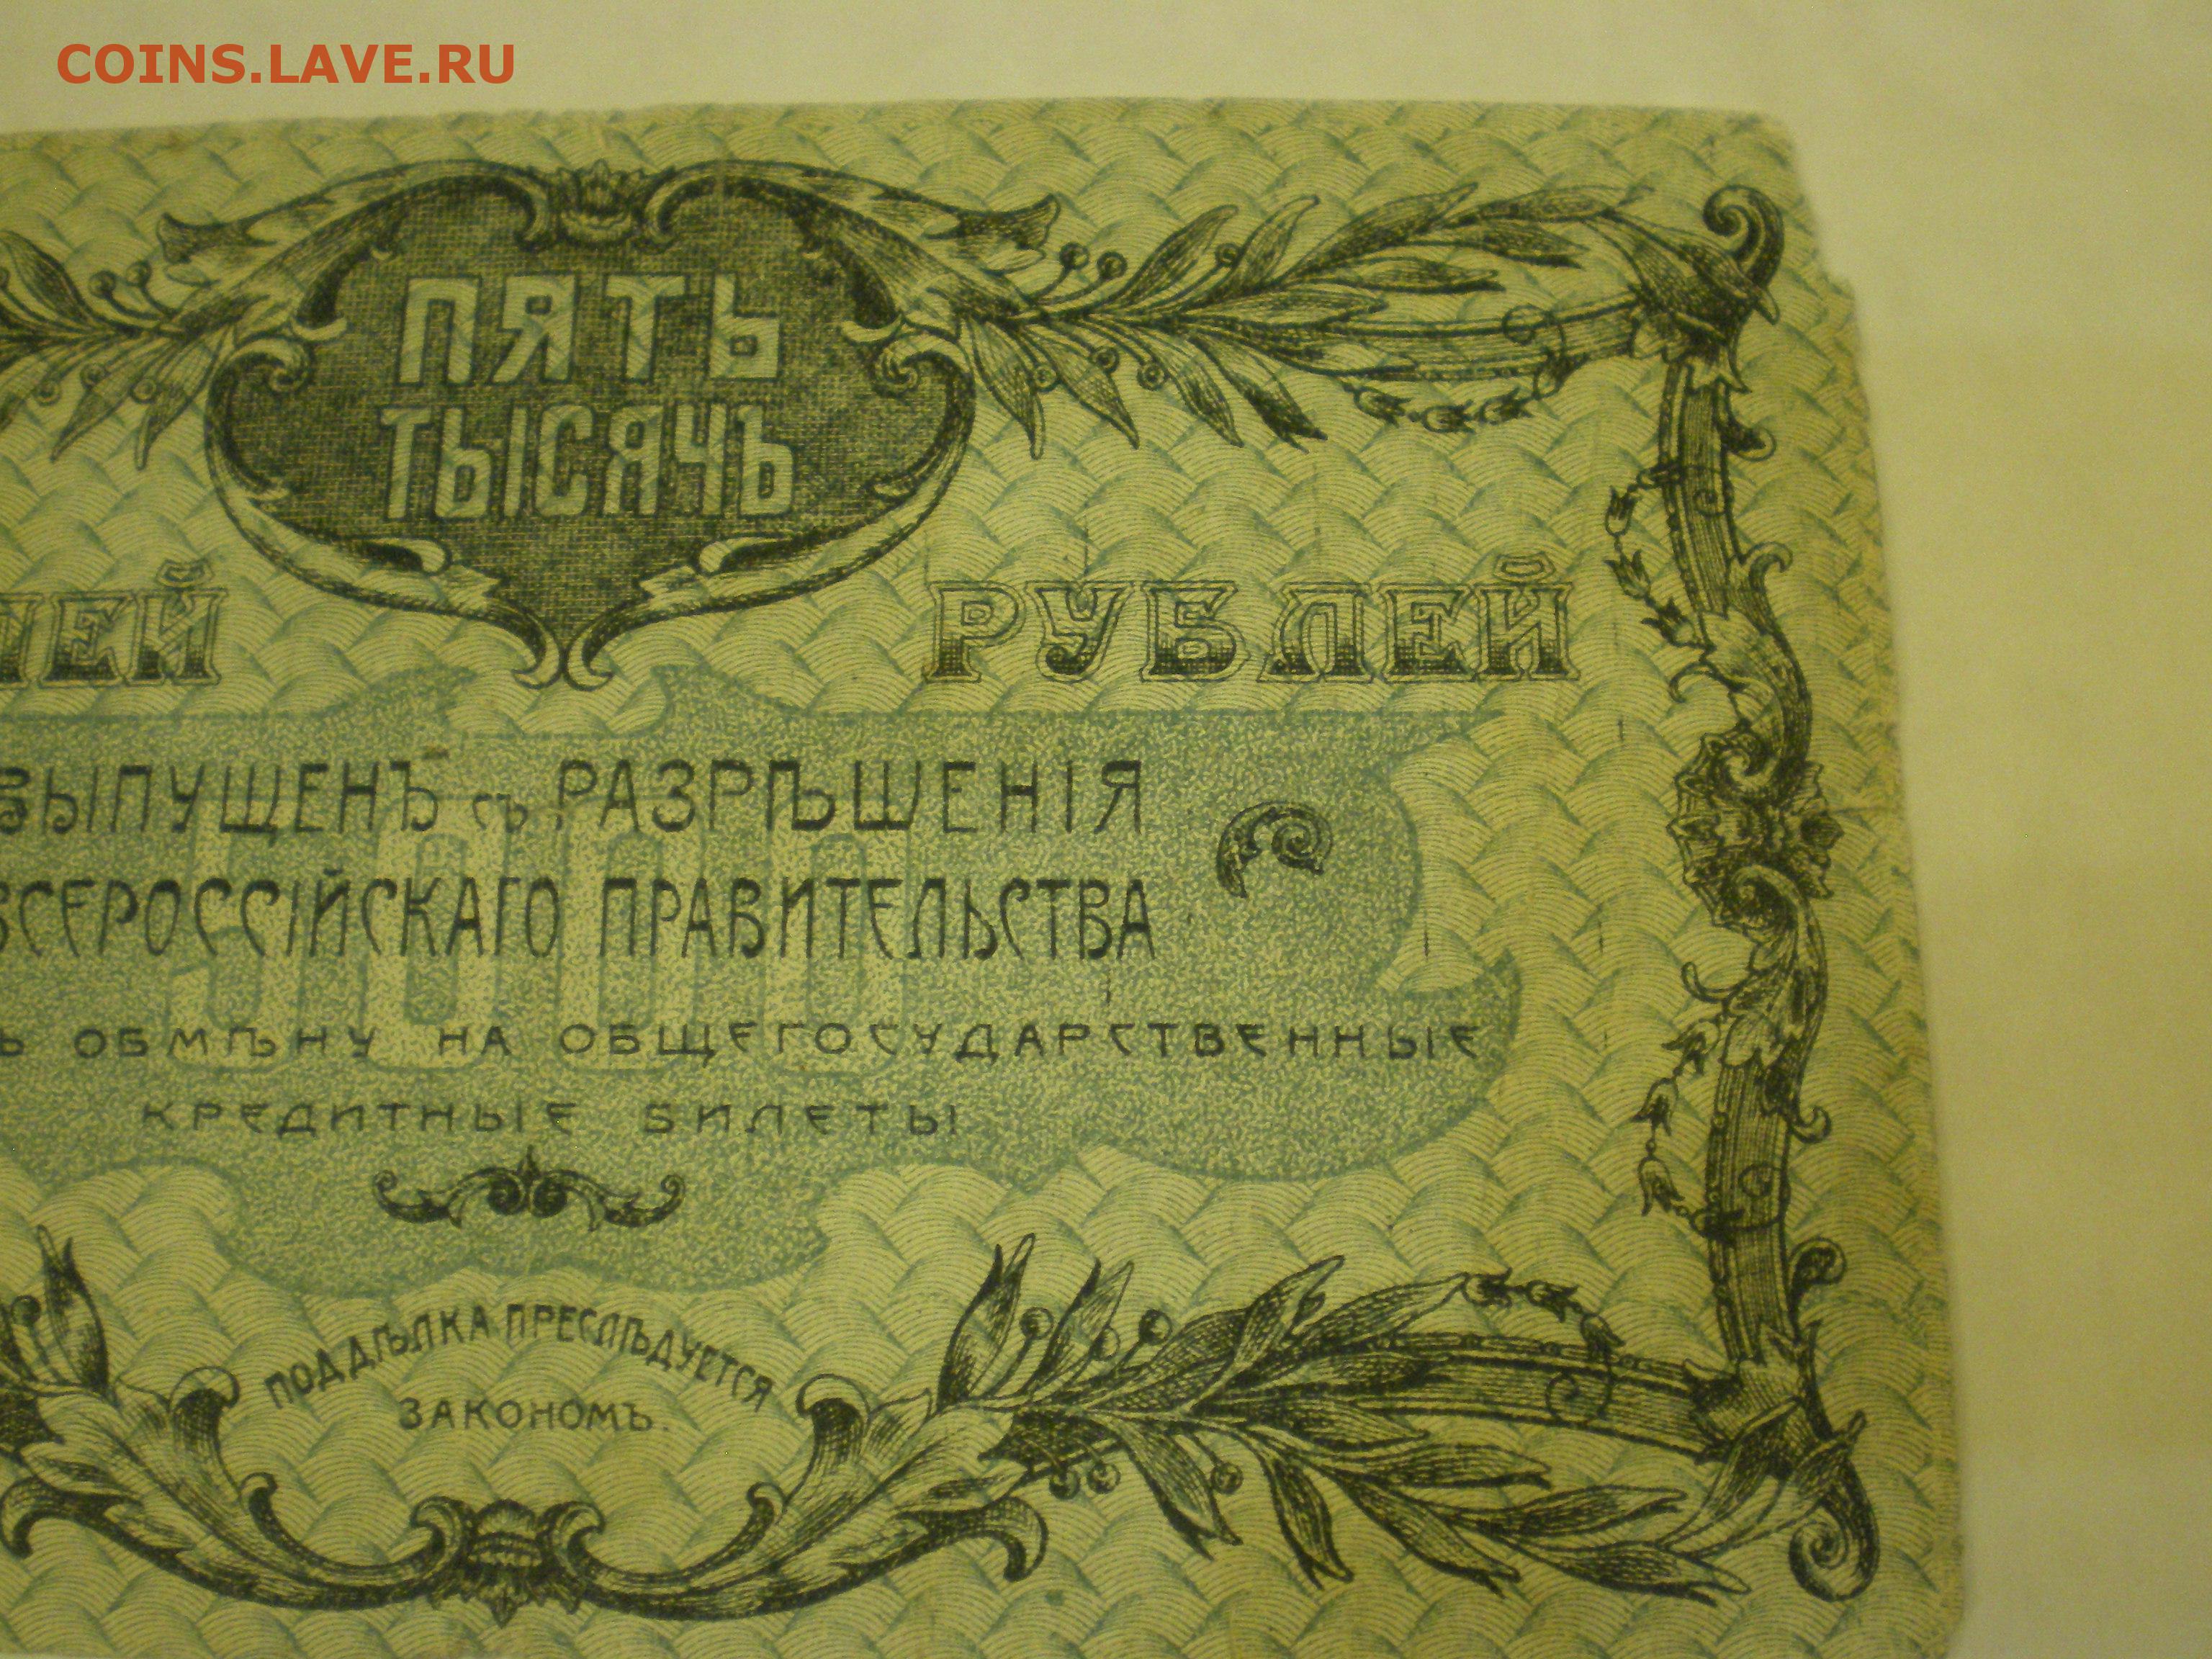 COINS.LAVE.RU
ПЯТЬ
ТЫСЯЧЪ
РУБЛЕЙ
ВЫПУЩЕНЪ СЪ РАЗРѢШЕНІЯ
ВСЕРОССІЙСКАГО ПРАВИТЕЛЬСТВА
5000
ОБМѢНУ НА ОБЩЕГОСУДАРСТВЕННЫЕ
КРЕДИТНЫЕ БИЛЕТЫ
ПОДДѢЛКА ПРЕСЛѢДУЕТСЯ
ЗАКОНОМЪ.